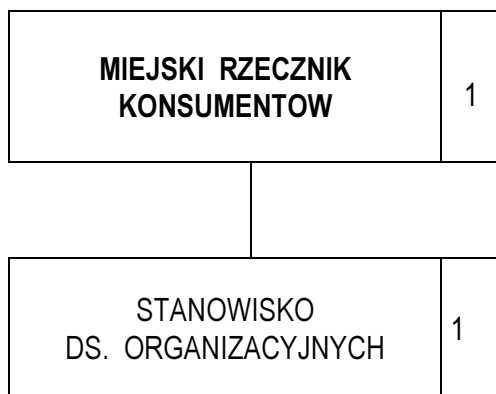 MIEJSKI RZECZNIK
KONSUMENTOW
1
STANOWISKO
DS. ORGANIZACYJNYCH
1